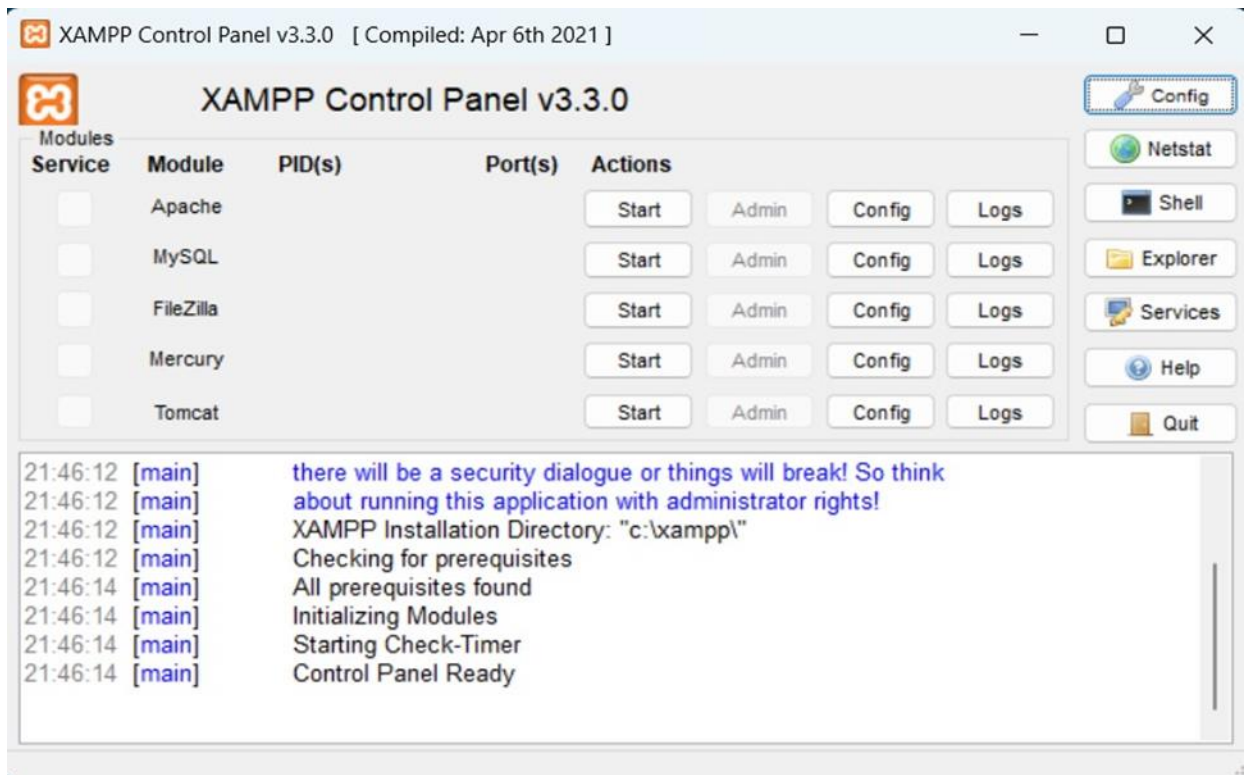 XAMPP Control Panel v3.3.0 [ Compiled: Apr 6th 2021 ]
XAMPP Control Panel v3.3.0
Config
Modules
Service Module PID(s) Port(s) Actions
Netstat
Apache Start Admin Config Logs
Shell
MySQL Start Admin Config Logs
Explorer
FileZilla Start Admin Config Logs
Services
Mercury Start Admin Config Logs
Help
Tomcat Start Admin Config Logs
Quit
21:46:12 [main] there will be a security dialogue or things will break! So think
21:46:12 [main] about running this application with administrator rights!
21:46:12 [main] XAMPP Installation Directory: "c:\xampp\"
21:46:12 [main] Checking for prerequisites
21:46:14 [main] All prerequisites found
21:46:14 [main] Initializing Modules
21:46:14 [main] Starting Check-Timer
21:46:14 [main] Control Panel Ready